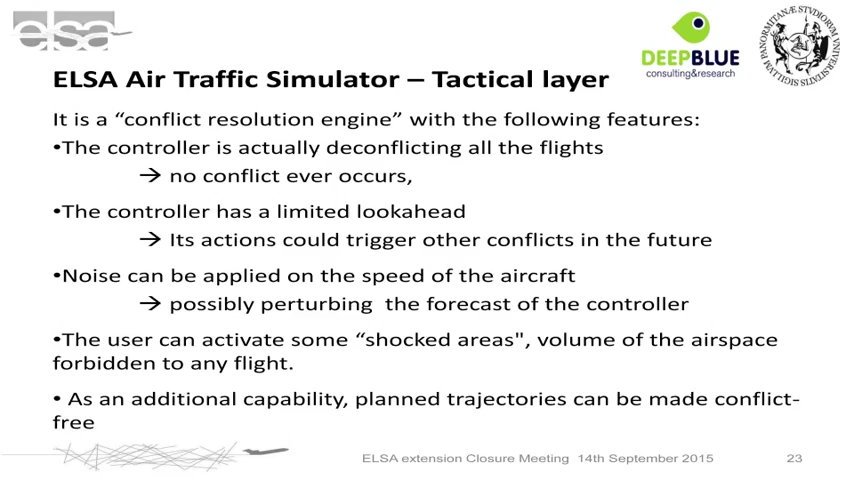 elsa
DEEPBLUE
consulting&research
ELSA Air Traffic Simulator – Tactical layer
It is a “conflict resolution engine” with the following features:
•The controller is actually deconflicting all the flights
→ no conflict ever occurs,
•The controller has a limited lookahead
→ Its actions could trigger other conflicts in the future
•Noise can be applied on the speed of the aircraft
→ possibly perturbing the forecast of the controller
•The user can activate some “shocked areas", volume of the airspace
forbidden to any flight.
• As an additional capability, planned trajectories can be made conflict-
free
ELSA extension Closure Meeting 14th September 2015
23